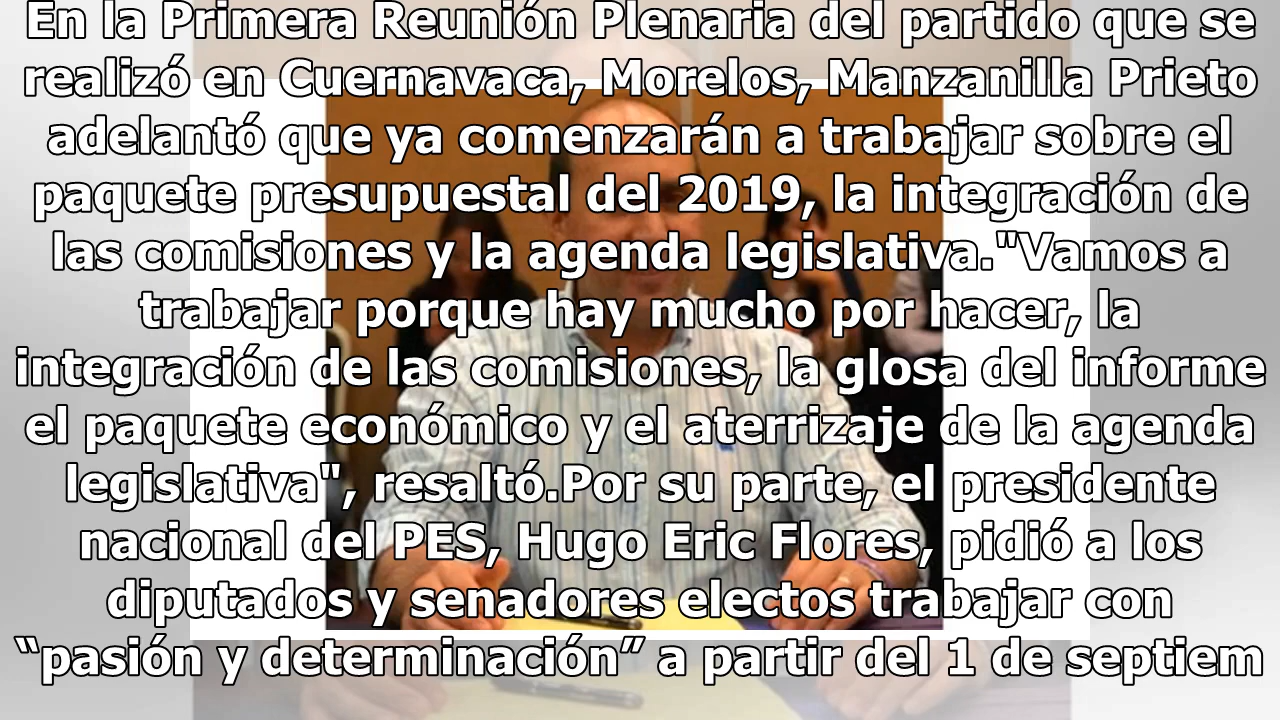 En la Primera Reunión Plenaria del partido que se
realizó en Cuernavaca, Morelos, Manzanilla Prieto
adelantó que ya comenzarán a trabajar sobre el
paquete presupuestal del 2019, la integración de
las comisiones y la agenda legislativa."Vamos a
trabajar porque hay mucho por hacer, la
integración de las comisiones, la glosa del informe
el paquete económico y el aterrizaje de la agenda
legislativa", resaltó.Por su parte, el presidente
nacional del PES, Hugo Eric Flores, pidió a los
diputados y senadores electos trabajar con
“pasión y determinación” a partir del 1 de septiem